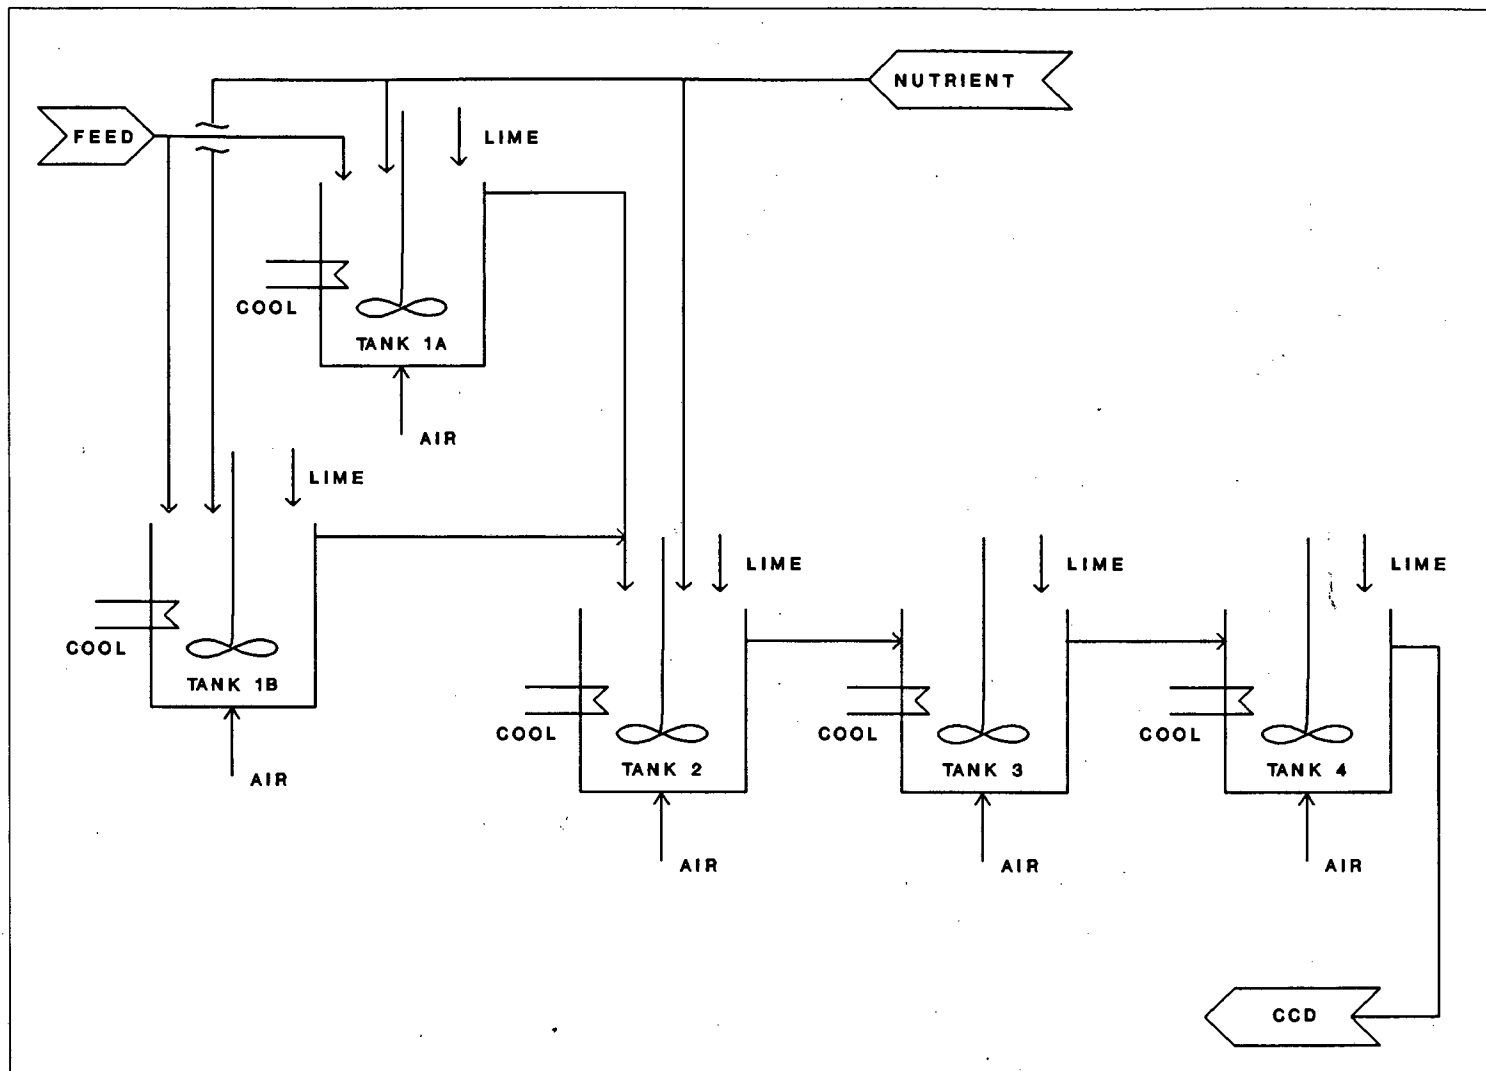 NUTRIENT
FEED
LIME
COOL
TANK 1A
AIR
LIME
COOL
TANK 1B
AIR
LIME
LIME
LIME
COOL
COOL
COOL
TANK 2
TANK 3
TANK 4
AIR
AIR
AIR
CCD